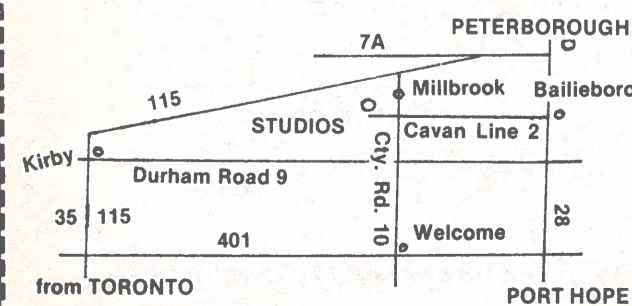 PETERBOROUGH
7A
Millbrook
Bailieboro
115
STUDIOS
Cavan Line 2
Kirby
Durham Road 9
Cty. Rd. 10
35 115
28
Welcome
401
from TORONTO
PORT HOPE